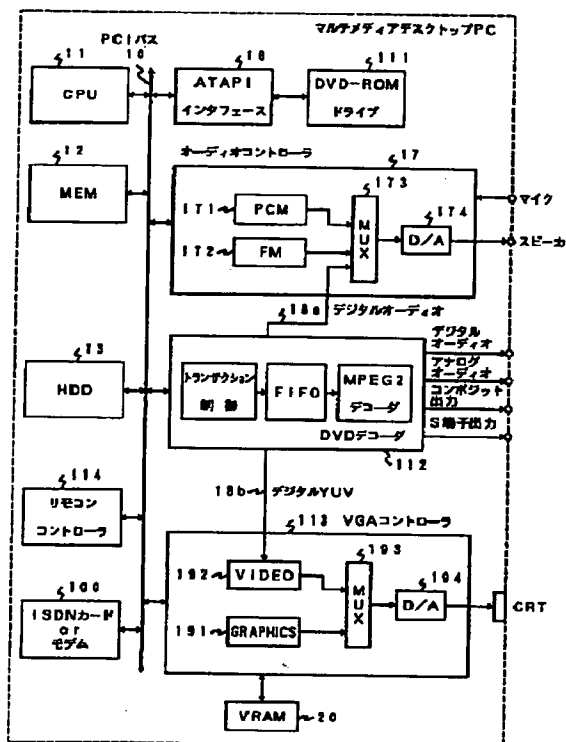 マルチメディアデスクトップPC
PCIバス
10
11
CPU
16
ATAPI
インタフェース
111
DVD-ROM
ドライブ
12
MEM
オーディオコントローラ
17
171
PCM
172
FM
173
MUX
174
D/A
マイク
スピーカ
18a
デジタルオーディオ
13
HDD
トランザクション
制御
FIFO
MPEG2
デコーダ
DVDデコーダ
112
デジタル
オーディオ
アナログ
オーディオ
コンポジット
出力
S端子出力
114
リモコン
コントローラ
18b
デジタルYUV
113
VGAコントローラ
192
VIDEO
191
GRAPHICS
193
MUX
194
D/A
CRT
100
ISDNカード
or
モデム
VRAM
20